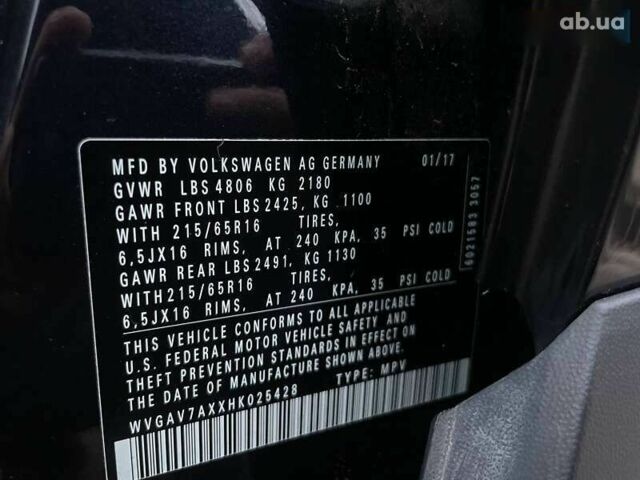 ab.ua
MFD BY VOLKSWAGEN AG GERMANY 01/17
GVWR LBS 4806 KG 2180
GAWR FRONT LBS 2425, KG 1100
WITH 215/65R16 TIRES,
6,5JX16 RIMS, AT 240 KPA, 35 PSI COLD
GAWR REAR LBS 2491, KG 1130
WITH 215/65R16 TIRES,
6,5JX16 RIMS, AT 240 KPA, 35 PSI COLD
THIS VEHICLE CONFORMS TO ALL APPLICABLE
U.S. FEDERAL MOTOR VEHICLE SAFETY AND
THEFT PREVENTION STANDARDS IN EFFECT ON
THE DATE OF MANUFACTURE SHOWN ABOVE.
WVGAV7AXXHK025428 TYPE: MPV
6021583 3057